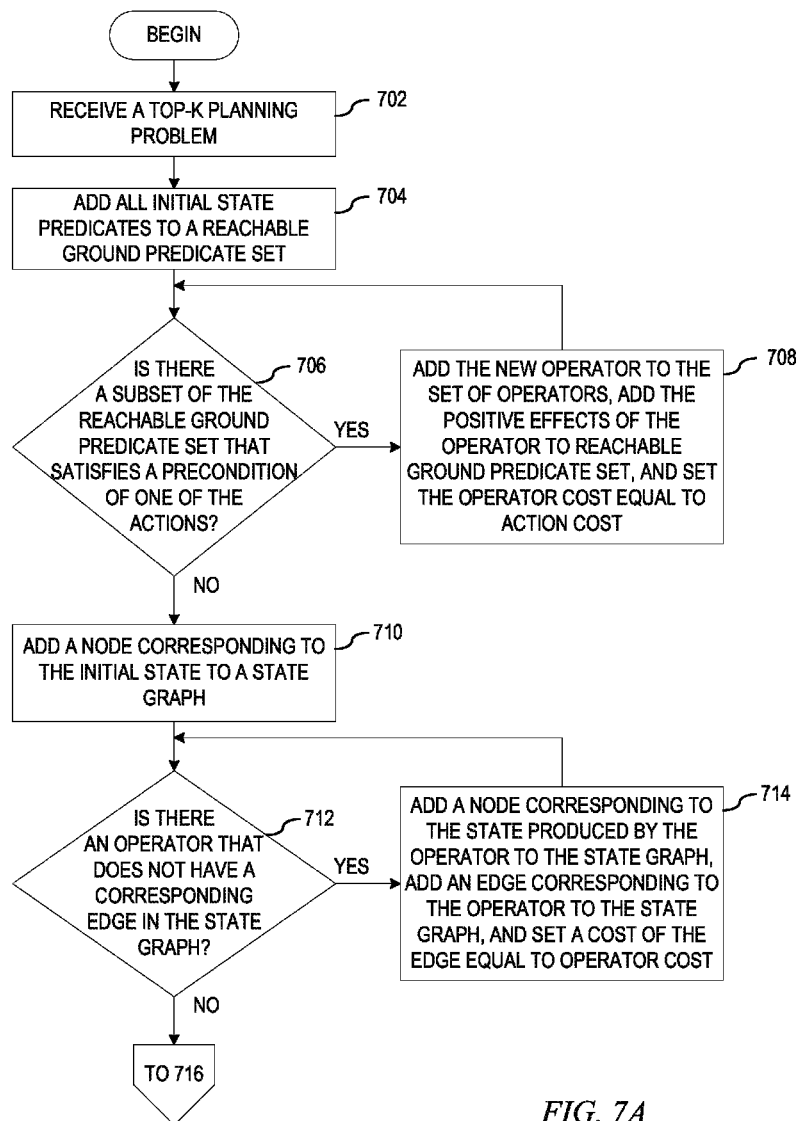 BEGIN
RECEIVE A TOP-K PLANNING
PROBLEM
702
ADD ALL INITIAL STATE
PREDICATES TO A REACHABLE
GROUND PREDICATE SET
704
IS THERE
A SUBSET OF THE
REACHABLE GROUND
PREDICATE SET THAT
SATISFIES A PRECONDITION
OF ONE OF THE
ACTIONS?
706
YES
ADD THE NEW OPERATOR TO THE
SET OF OPERATORS, ADD THE
POSITIVE EFFECTS OF THE
OPERATOR TO REACHABLE
GROUND PREDICATE SET, AND SET
THE OPERATOR COST EQUAL TO
ACTION COST
708
NO
ADD A NODE CORRESPONDING TO
THE INITIAL STATE TO A STATE
GRAPH
710
IS THERE
AN OPERATOR THAT
DOES NOT HAVE A
CORRESPONDING
EDGE IN THE STATE
GRAPH?
712
YES
ADD A NODE CORRESPONDING TO
THE STATE PRODUCED BY THE
OPERATOR TO THE STATE GRAPH,
ADD AN EDGE CORRESPONDING TO
THE OPERATOR TO THE STATE
GRAPH, AND SET A COST OF THE
EDGE EQUAL TO OPERATOR COST
714
NO
TO 716
FIG. 7A